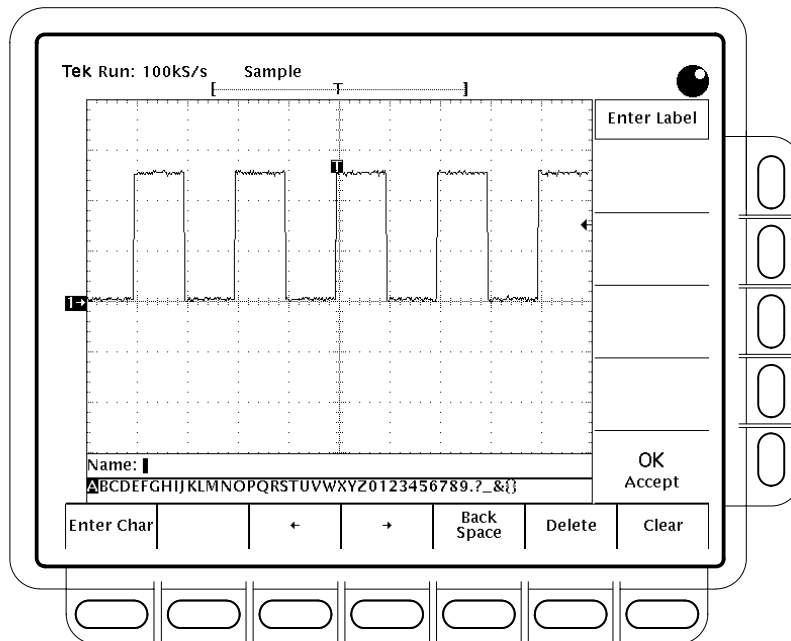 Tek Run: 100kS/s Sample
[ T ]
Enter Label
T
1→
Name:
ABCDEFGHIJKLMNOPQRSTUVWXYZ0123456789.?_&{}
OK
Accept
Enter Char
←
→
Back
Space
Delete
Clear